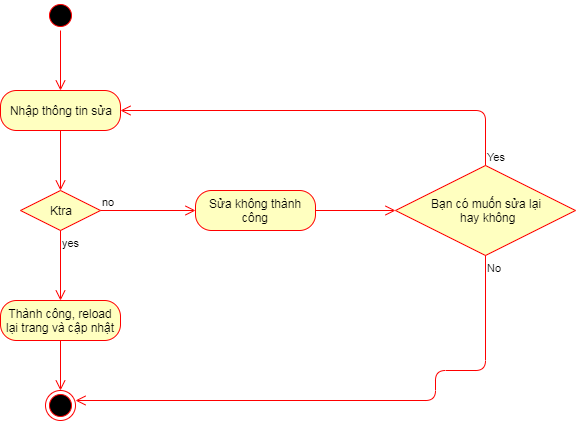 Nhập thông tin sửa
Yes
Ktra
no
Sửa không thành
công
Bạn có muốn sửa lại
hay không
yes
No
Thành công, reload
lại trang và cập nhật